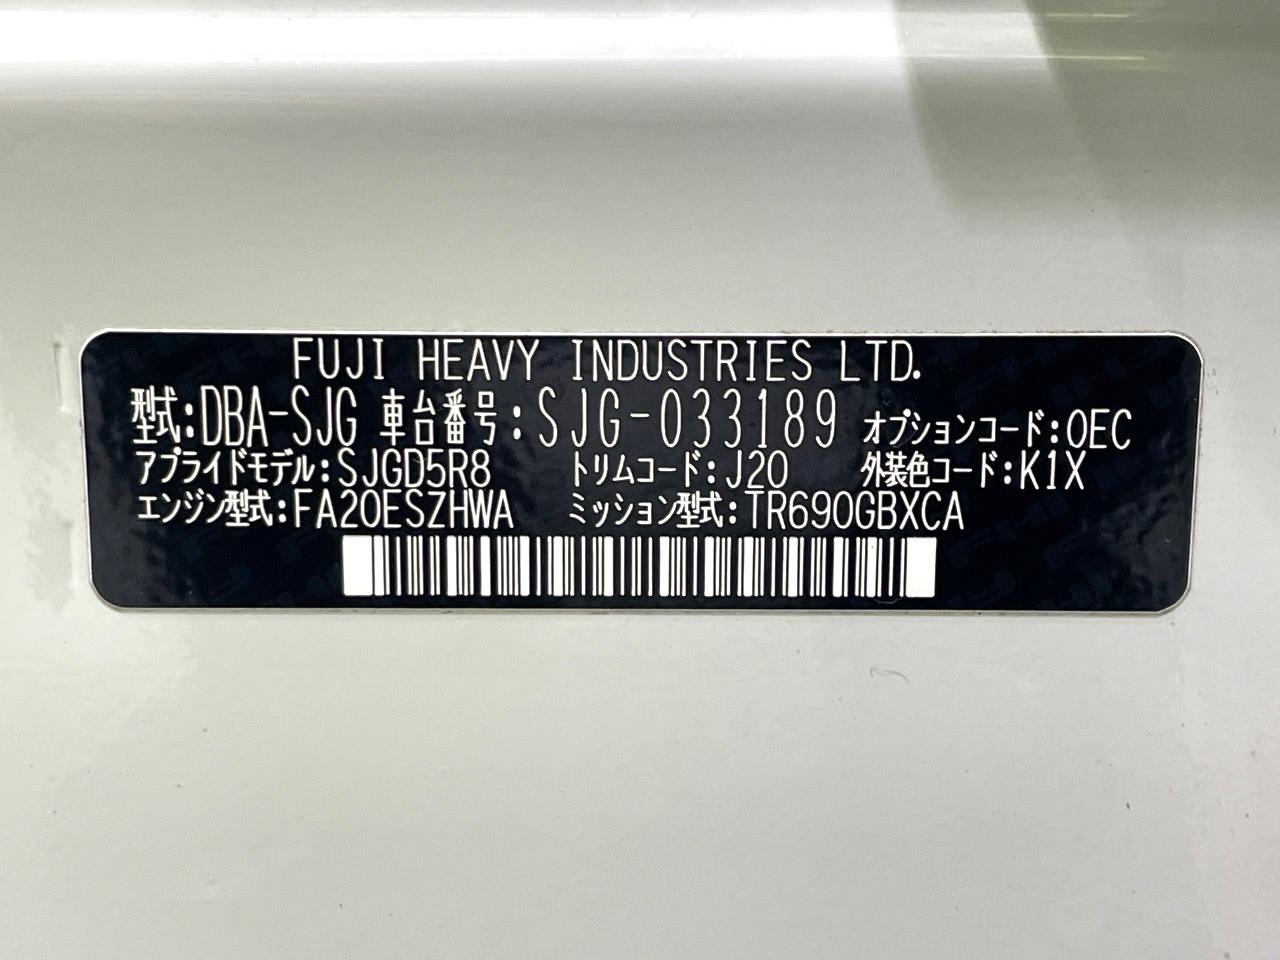 FUJI HEAVY INDUSTRIES LTD.
型式:DBA-SJG 車台番号:SJG-033189 オプションコード:OEC
アプライドモデル:SJGD5R8 トリムコード:J20 外装色コード:K1X
エンジン型式:FA20ESZHWA ミッション型式:TR690GBXCA